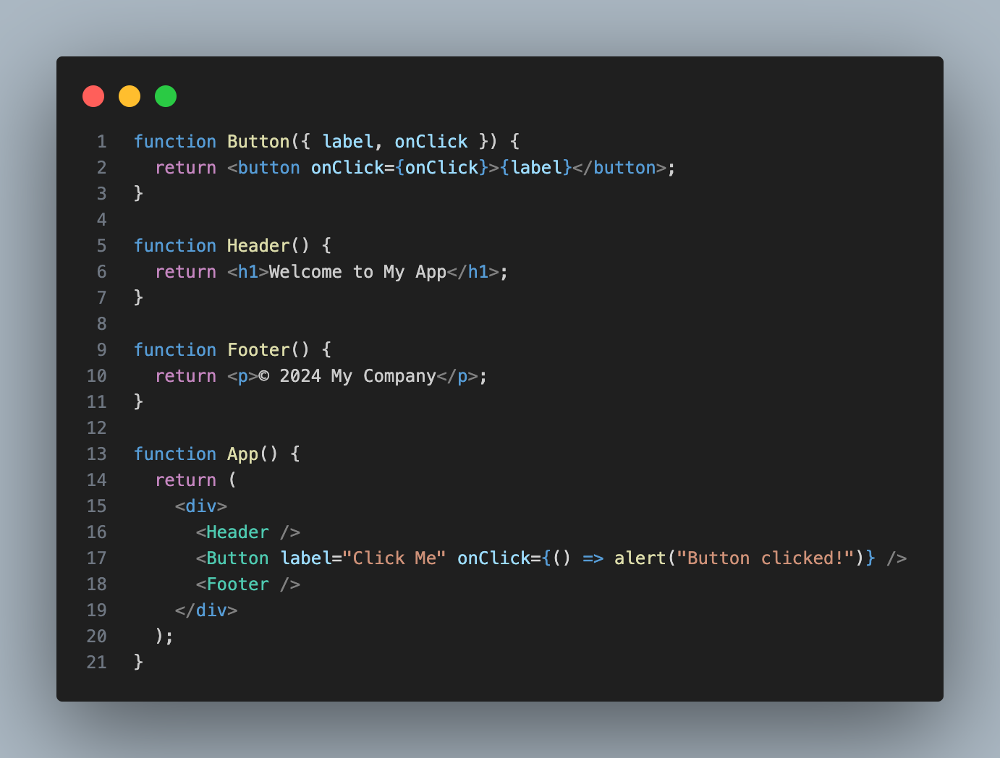 1 function Button({ label, onClick }) {
2   return <button onClick={onClick}>{label}</button>;
3 }
4
5 function Header() {
6   return <h1>Welcome to My App</h1>;
7 }
8
9 function Footer() {
10   return <p>© 2024 My Company</p>;
11 }
12
13 function App() {
14   return (
15     <div>
16       <Header />
17       <Button label="Click Me" onClick={() => alert("Button clicked!")} />
18       <Footer />
19     </div>
20   );
21 }